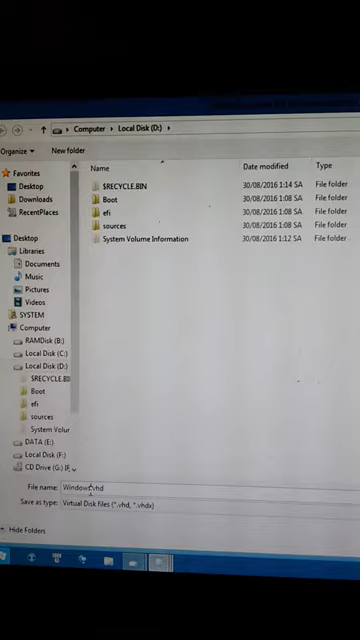 Computer ▸ Local Disk (D:) ▸
Organize ▾ New folder
Name Date modified Type
Favorites
Desktop
Downloads
RecentPlaces
Desktop
Libraries
Documents
Music
Pictures
Videos
SYSTEM
Computer
RAMDisk (B:)
Local Disk (C:)
Local Disk (D:)
$RECYCLE.BI
Boot
efi
sources
System Volur
DATA (E:)
Local Disk (F:)
CD Drive (G:)
$RECYCLE.BIN 30/08/2016 1:14 SA File folder
Boot 30/08/2016 1:08 SA File folder
efi 30/08/2016 1:08 SA File folder
sources 30/08/2016 1:08 SA File folder
System Volume Information 30/08/2016 1:12 SA File folder
File name: Windows.vhd
Save as type: Virtual Disk files (*.vhd, *.vhdx)
Hide Folders